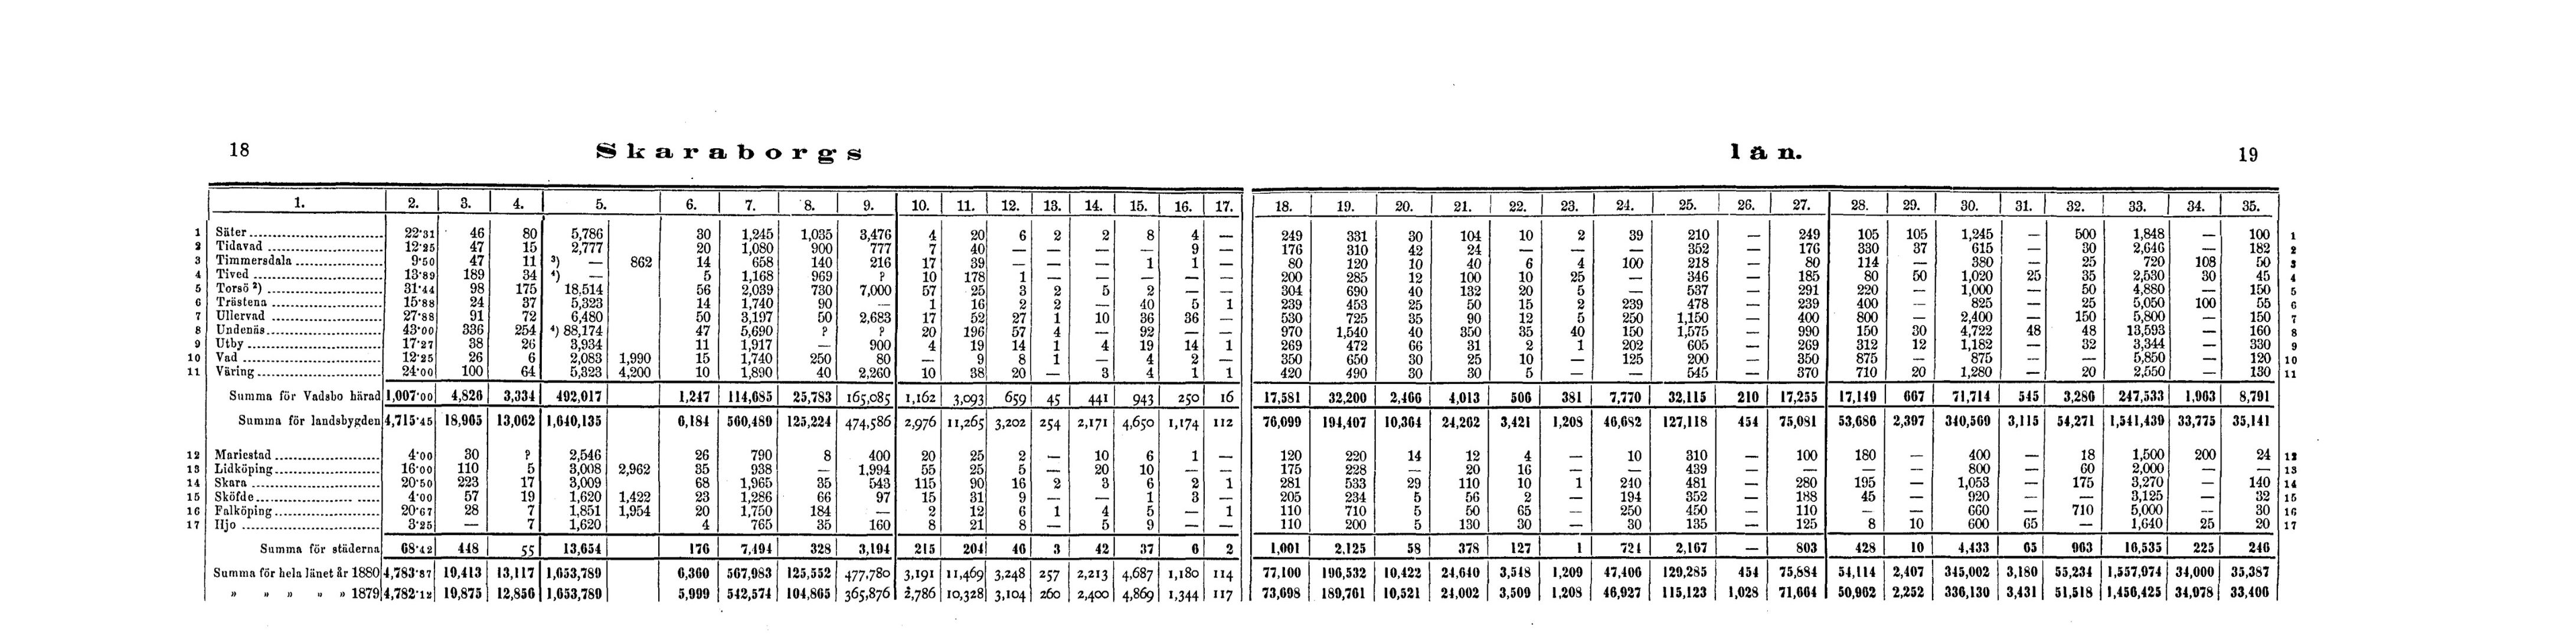 18 Skaraborgs län. 19
1. 2. 3. 4. 5. 6. 7. 8. 9. 10. 11. 12. 13. 14. 15. 16. 17. 18. 19. 20. 21. 22. 23. 24. 25. 26. 27. 28. 29. 30. 31. 32. 33. 34. 35.
1 Säter 22·31 46 80 5,786 30 1,245 1,035 3,476 4 20 6 2 2 8 4 — 249 331 30 104 10 2 39 210 — 249 105 105 1,245 — 500 1,848 — 100 1
2 Tidavad 12·25 47 15 2,777 20 1,080 900 777 7 40 — — — — 9 — 176 310 42 24 — — — 352 — 176 330 37 615 — 30 2,646 — 182 2
3 Timmersdala 9·50 47 11 3) — 862 14 658 140 216 17 39 — — — 1 1 — 80 120 10 40 6 4 100 218 — 80 114 — 380 — 25 720 108 50 3
4 Tived 13·89 189 34 4) — 5 1,168 969 ? 10 178 1 — — — — — 200 285 12 100 10 25 — 346 — 185 80 50 1,020 25 35 2,530 30 45 4
5 Torsö 2) 31·44 98 175 18,514 56 2,039 730 7,000 57 25 3 2 5 2 — — 304 690 40 132 20 5 — 537 — 291 220 — 1,000 — 50 4,880 — 150 5
6 Trästena 15·88 24 37 5,323 14 1,740 90 — 1 16 2 2 — 40 5 1 239 453 25 50 15 2 239 478 — 239 400 — 825 — 25 5,050 100 55 6
7 Ullervad 27·88 91 72 6,480 50 3,197 50 2,683 17 52 27 1 10 36 36 — 530 725 35 90 12 5 250 1,150 — 400 800 — 2,400 — 150 5,800 — 150 7
8 Undenäs 43·00 336 254 4) 88,174 47 5,690 ? ? 20 196 57 4 — 92 — — 970 1,540 40 350 35 40 150 1,575 — 990 150 30 4,722 48 48 13,593 — 160 8
9 Utby 17·27 38 26 3,934 11 1,917 — 900 4 19 14 1 4 19 14 1 269 472 66 31 2 1 202 605 — 269 312 12 1,182 — 32 3,344 — 330 9
10 Vad 12·25 26 6 2,083 1,990 15 1,740 250 80 — 9 8 1 — 4 2 — 350 650 30 25 10 — 125 200 — 350 875 — 875 — — 5,850 — 120 10
11 Väring 24·00 100 64 5,323 4,200 10 1,890 40 2,260 10 38 20 — 3 4 1 1 420 490 30 30 5 — — 545 — 370 710 20 1,280 — 20 2,550 — 130 11
Summa för Vadsbo härad 1,007·00 4,826 3,334 492,017 1,247 114,685 25,783 165,085 1,162 3,093 659 45 441 943 250 16 17,581 32,200 2,466 4,013 506 381 7,770 32,115 210 17,255 17,149 667 71,714 545 3,286 247,533 1,963 8,791
Summa för landsbygden 4,715·45 18,965 13,062 1,640,135 6,184 560,489 125,224 474,586 2,976 11,265 3,202 254 2,171 4,650 1,174 112 76,099 194,407 10,364 24,262 3,421 1,208 46,682 127,118 454 75,081 53,686 2,397 340,569 3,115 54,271 1,541,439 33,775 35,141
12 Mariestad 4·00 30 ? 2,546 26 790 8 400 20 25 2 — 10 6 1 — 120 220 14 12 4 — 10 310 — 100 180 — 400 — 18 1,500 200 24 12
13 Lidköping 16·00 110 5 3,008 2,962 35 938 — 1,994 55 25 5 — 20 10 — — 175 228 — 20 16 — — 439 — — — — 800 — 60 2,000 — — 13
14 Skara 20·50 223 17 3,009 68 1,965 35 543 115 90 16 2 3 6 2 1 281 533 29 110 10 1 240 481 — 280 195 — 1,053 — 175 3,270 — 140 14
15 Sköfde 4·00 57 19 1,620 1,422 23 1,286 66 97 15 31 9 — — 1 3 — 205 234 5 56 2 — 194 352 — 188 45 — 920 — — 3,125 — 32 15
16 Falköping 20·67 28 7 1,851 1,954 20 1,750 184 — 2 12 6 1 4 5 — 1 110 710 5 50 65 — 250 450 — 110 — — 660 — 710 5,000 — 30 16
17 Hjo 3·25 — 7 1,620 4 765 35 160 8 21 8 — 5 9 — — 110 200 5 130 30 — 30 135 — 125 8 10 600 65 — 1,640 25 20 17
Summa för städerna 68·42 448 55 13,654 176 7,494 328 3,194 215 204 46 3 42 37 6 2 1,001 2,125 58 378 127 1 724 2,167 — 803 428 10 4,433 65 963 16,535 225 246
Summa för hela länet år 1880 4,783·87 19,413 13,117 1,653,789 6,360 567,983 125,552 477,780 3,191 11,469 3,248 257 2,213 4,687 1,180 114 77,100 196,532 10,422 24,640 3,548 1,209 47,406 129,285 454 75,884 54,114 2,407 345,002 3,180 55,234 1,557,974 34,000 35,387
» » » » » 1879 4,782·12 19,875 12,856 1,653,789 5,999 542,574 104,865 365,876 2,786 10,328 3,104 260 2,400 4,869 1,344 117 73,698 189,761 10,521 24,002 3,509 1,208 46,927 115,123 1,028 71,664 50,962 2,252 336,130 3,431 51,518 1,456,425 34,978 33,406